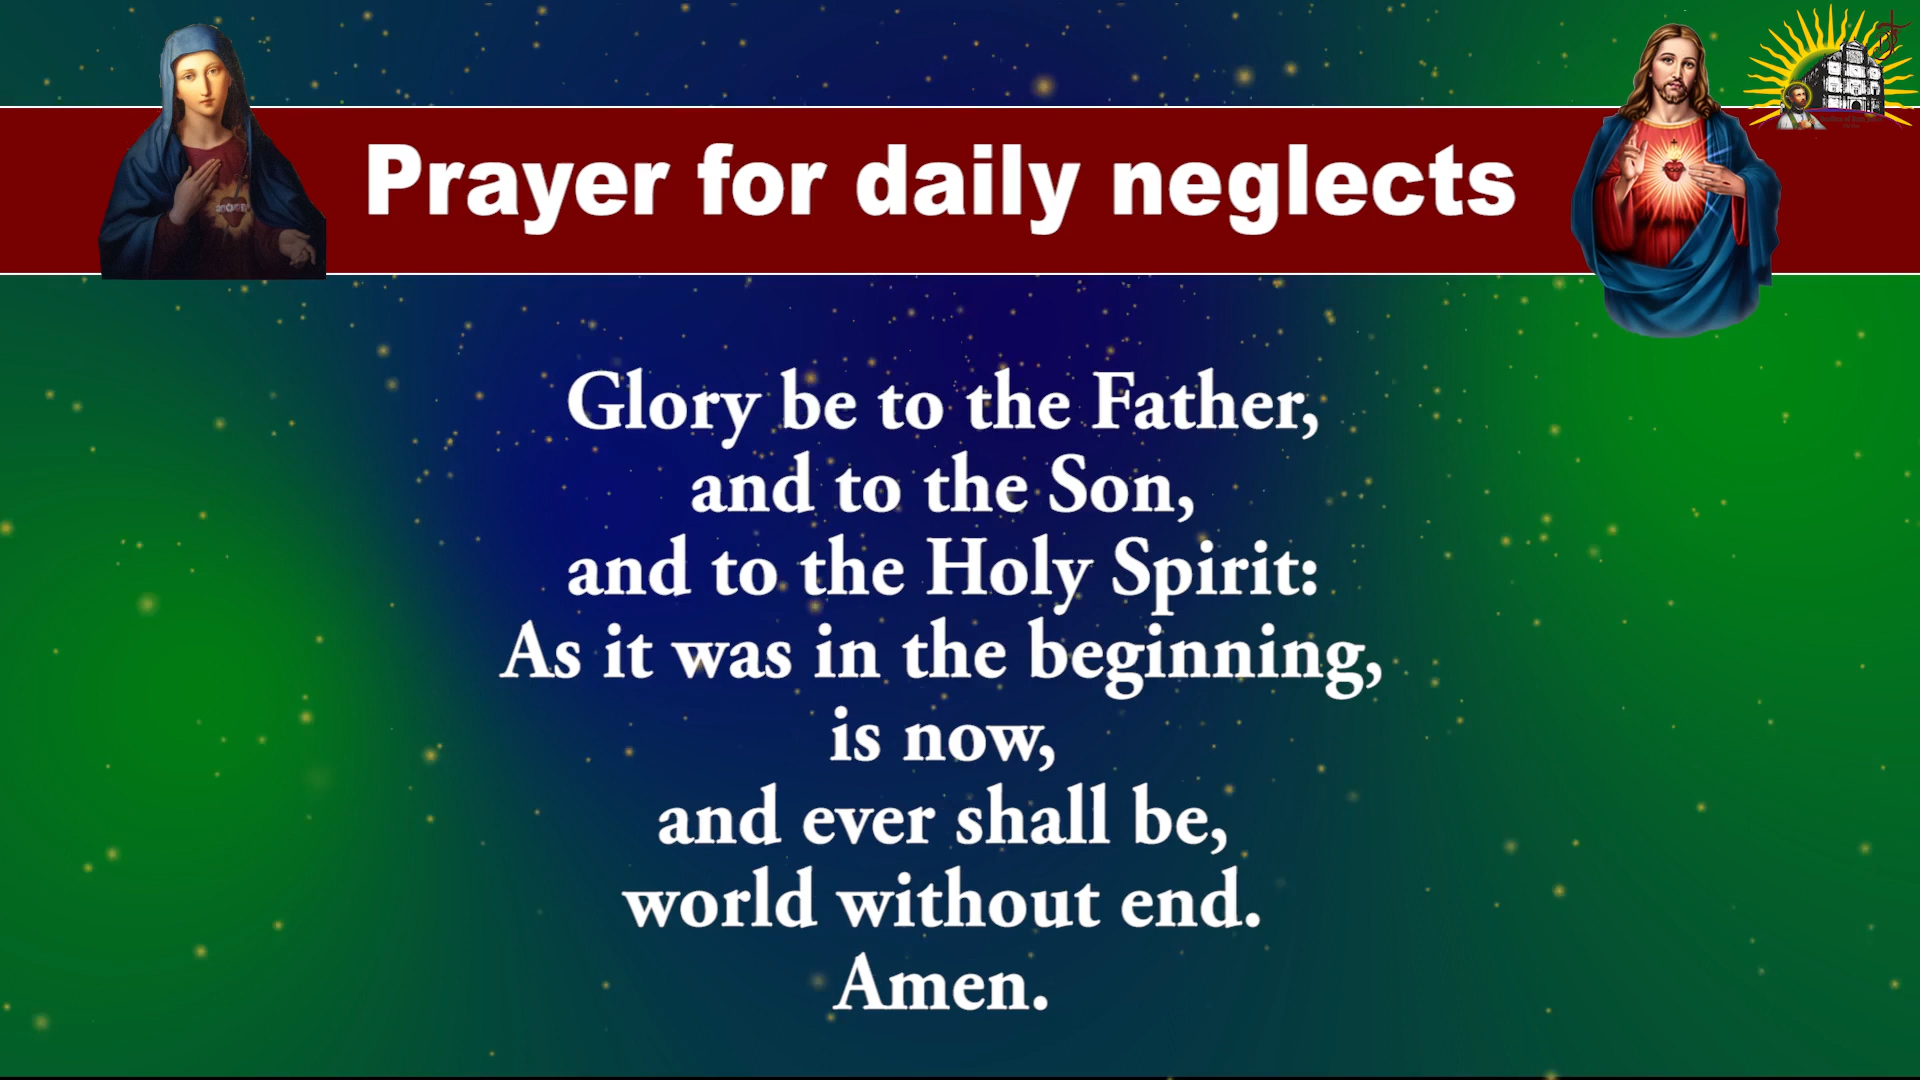 Prayer for daily neglects
Glory be to the Father,
and to the Son,
and to the Holy Spirit:
As it was in the beginning,
is now,
and ever shall be,
world without end.
Amen.